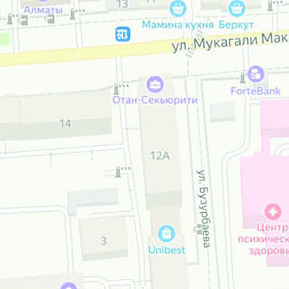 Алматы
13
Мамина кухня
Беркут
ул. Мукагали Мак
Отан-Секьюрити
ForteBank
14
12А
ул. Бузурбаева
3
Unibest
Центр
психическ
здоровь